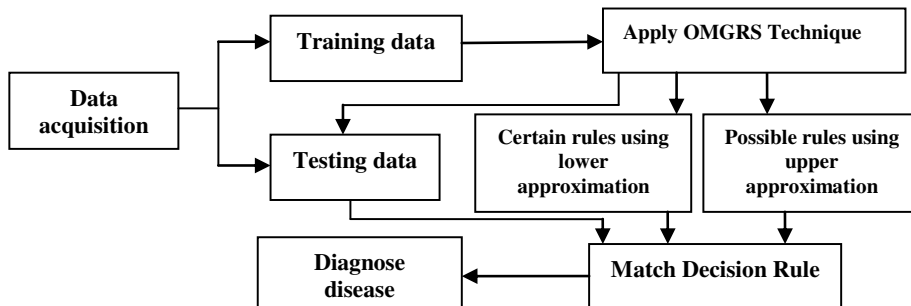 Training data
Apply OMGRS Technique
Data
acquisition
Testing data
Certain rules using
lower
approximation
Possible rules using
upper
approximation
Diagnose
disease
Match Decision Rule